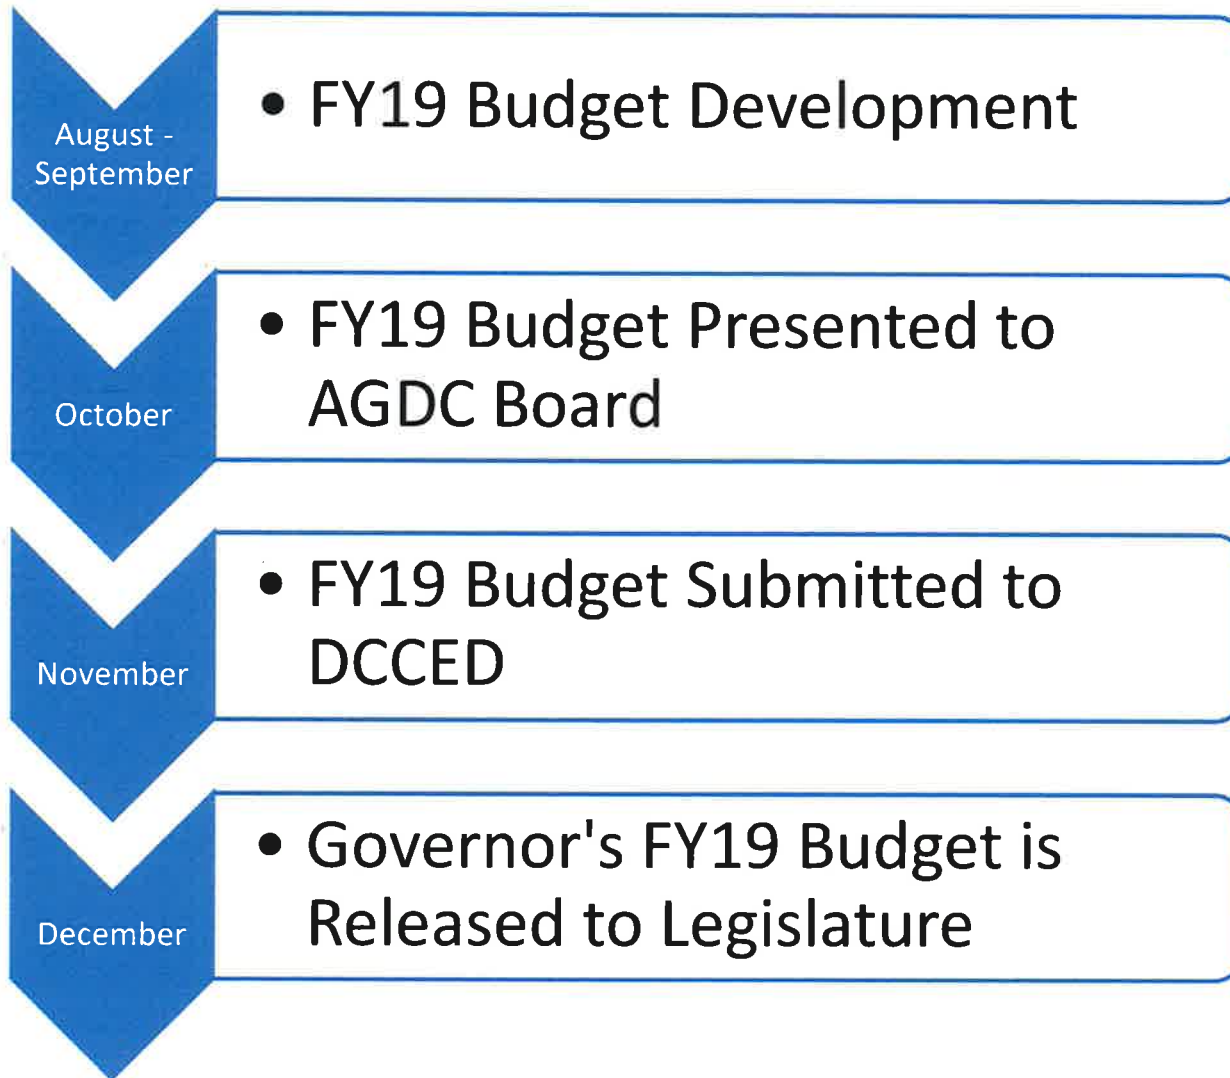 August -
September
• FY19 Budget Development
October
• FY19 Budget Presented to
AGDC Board
November
• FY19 Budget Submitted to
DCCED
December
• Governor's FY19 Budget is
Released to Legislature